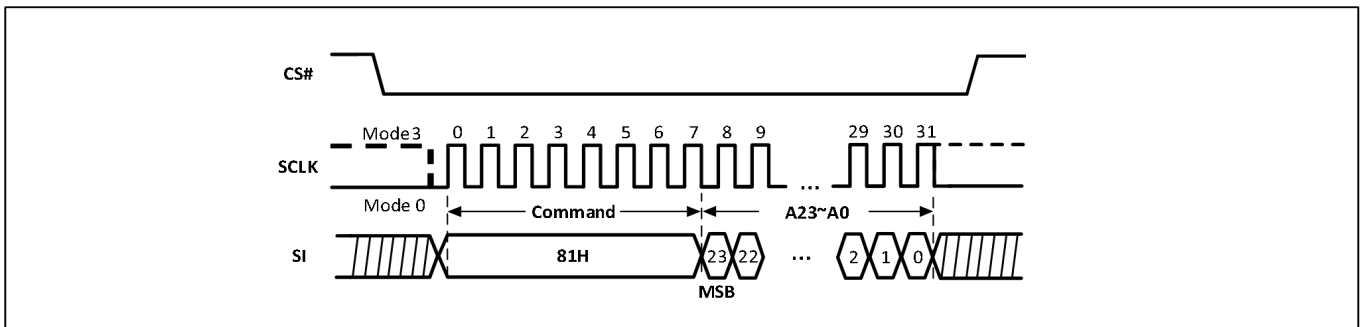 CS#
Mode3 0 1 2 3 4 5 6 7 8 9 29 30 31
SCLK
...
Mode 0 Command A23~A0
SI 81H 23 22 ... 2 1 0
MSB